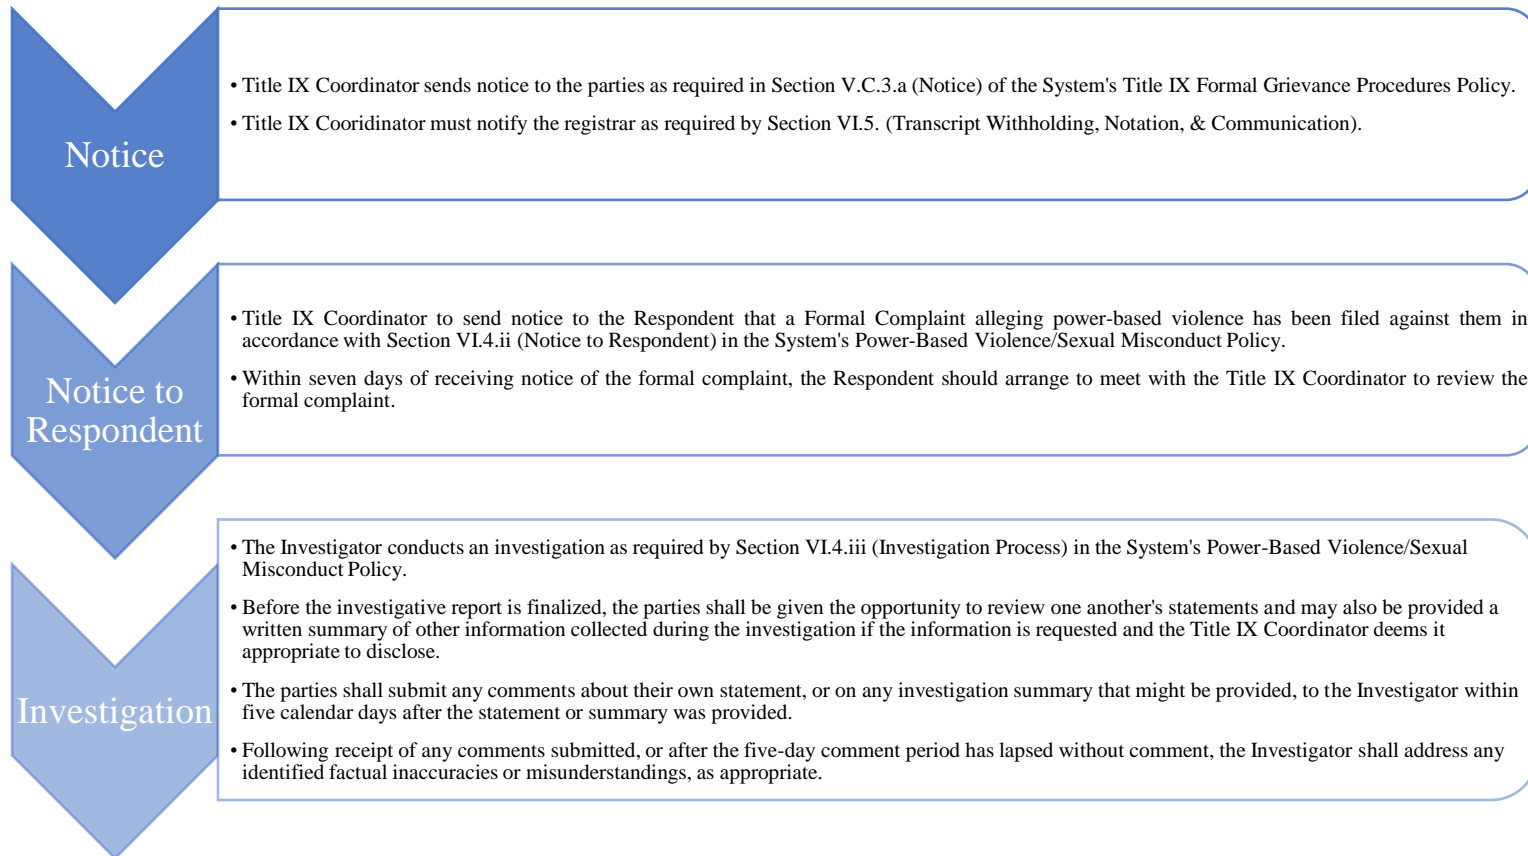 Notice
• Title IX Coordinator sends notice to the parties as required in Section V.C.3.a (Notice) of the System's Title IX Formal Grievance Procedures Policy.
• Title IX Cooridinator must notify the registrar as required by Section VI.5. (Transcript Withholding, Notation, & Communication).
Notice to
Respondent
• Title IX Coordinator to send notice to the Respondent that a Formal Complaint alleging power-based violence has been filed against them in
accordance with Section VI.4.ii (Notice to Respondent) in the System's Power-Based Violence/Sexual Misconduct Policy.
• Within seven days of receiving notice of the formal complaint, the Respondent should arrange to meet with the Title IX Coordinator to review the
formal complaint.
Investigation
• The Investigator conducts an investigation as required by Section VI.4.iii (Investigation Process) in the System's Power-Based Violence/Sexual
Misconduct Policy.
• Before the investigative report is finalized, the parties shall be given the opportunity to review one another's statements and may also be provided a
written summary of other information collected during the investigation if the information is requested and the Title IX Coordinator deems it
appropriate to disclose.
• The parties shall submit any comments about their own statement, or on any investigation summary that might be provided, to the Investigator within
five calendar days after the statement or summary was provided.
• Following receipt of any comments submitted, or after the five-day comment period has lapsed without comment, the Investigator shall address any
identified factual inaccuracies or misunderstandings, as appropriate.